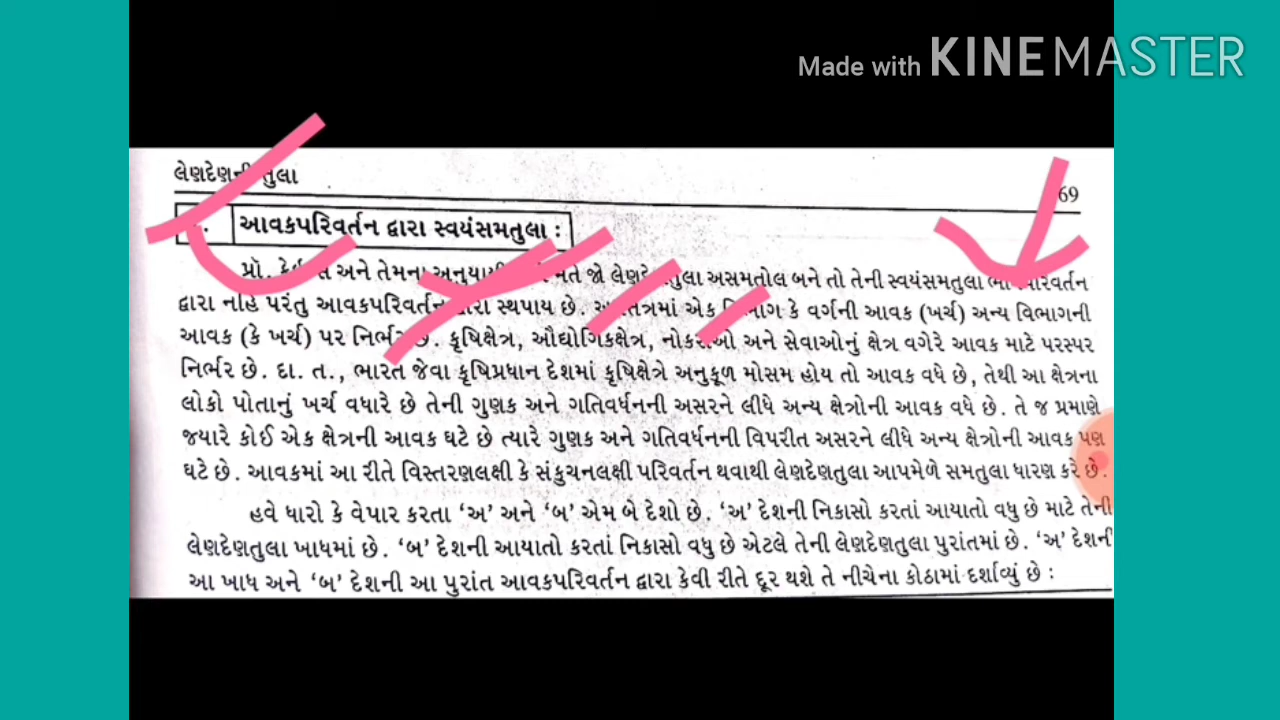 Made with KINEMASTER
લેણદેણની તુલા
69
આવકપરિવર્તન દ્વારા સ્વયંસમતુલા :
પ્રૉ. અને તેમના મતે જો લેણદેણતુલા અસમતોલ બને તો તેની સ્વયંસમતુલા
દ્વારા નહિ પરંતુ આવકપરિવર્તન દ્વારા સ્થપાય છે. એક વિભાગ કે વર્ગની આવક (ખર્ચ) અન્ય વિભાગની
આવક (કે ખર્ચ) પર નિર્ભર છે. કૃષિક્ષેત્ર, ઔદ્યોગિકક્ષેત્ર, નોકરીઓ અને સેવાઓનું ક્ષેત્ર વગેરે આવક માટે પરસ્પર
નિર્ભર છે. દા. ત., ભારત જેવા કૃષિપ્રધાન દેશમાં કૃષિક્ષેત્રે અનુકૂળ મોસમ હોય તો આવક વધે છે, તેથી આ ક્ષેત્રના
લોકો પોતાનું ખર્ચ વધારે છે તેની ગુણક અને ગતિવર્ધનની અસરને લીધે અન્ય ક્ષેત્રોની આવક વધે છે. તે જ પ્રમાણે
જ્યારે કોઈ એક ક્ષેત્રની આવક ઘટે છે ત્યારે ગુણક અને ગતિવર્ધનની વિપરીત અસરને લીધે અન્ય ક્ષેત્રોની આવક પણ
ઘટે છે. આવકમાં આ રીતે વિસ્તરણલક્ષી કે સંકુચનલક્ષી પરિવર્તન થવાથી લેણદેણતુલા આપમેળે સમતુલા ધારણ કરે છે.
હવે ધારો કે વેપાર કરતા ‘અ’ અને ‘બ’ એમ બે દેશો છે. ‘અ’ દેશની નિકાસો કરતાં આયાતો વધુ છે માટે તેની
લેણદેણતુલા ખાધમાં છે. ‘બ’ દેશની આયાતો કરતાં નિકાસો વધુ છે એટલે તેની લેણદેણતુલા પુરાંતમાં છે. ‘અ’ દેશની
આ ખાધ અને ‘બ’ દેશની આ પુરાંત આવકપરિવર્તન દ્વારા કેવી રીતે દૂર થશે તે નીચેના કોઠામાં દર્શાવ્યું છે :